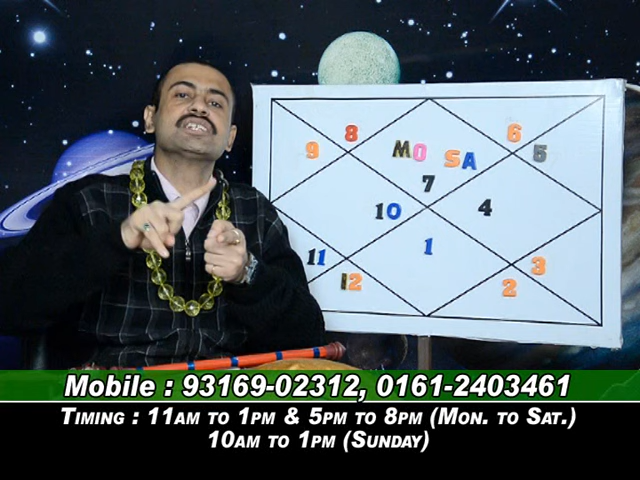 8 6
9 MO SA 5
7
10 4
1
11 3
12 2
Mobile : 93169-02312, 0161-2403461
Timing : 11am to 1pm & 5pm to 8pm (Mon. to Sat.)
10am to 1pm (Sunday)